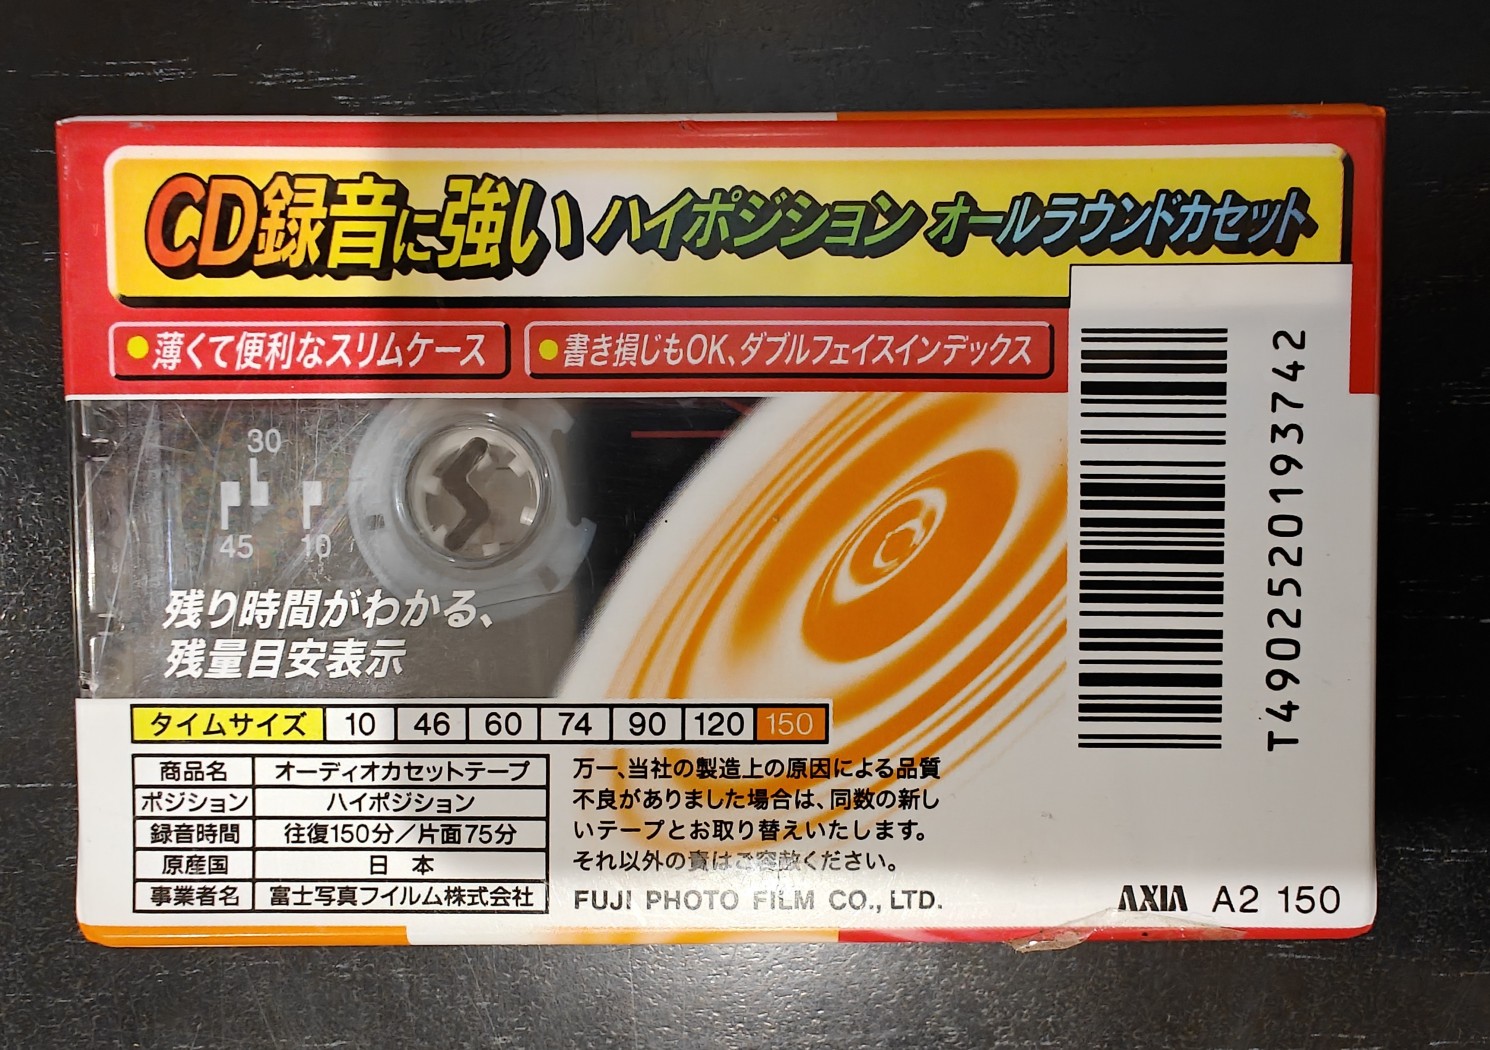 CD録音に強い ハイポジション オールラウンドカセット
●薄くて便利なスリムケース
●書き損じもOK、ダブルフェイスインデックス
T4902520193742
30
45 10
残り時間がわかる、
残量目安表示
タイムサイズ 10 46 60 74 90 120 150
商品名 オーディオカセットテープ
ポジション ハイポジション
録音時間 往復150分/片面75分
原産国 日本
事業者名 富士写真フイルム株式会社
万一、当社の製造上の原因による品質
不良がありました場合は、同数の新し
いテープとお取り替えいたします。
それ以外の責はご容赦ください。
FUJI PHOTO FILM CO., LTD.
AXIA A2 150